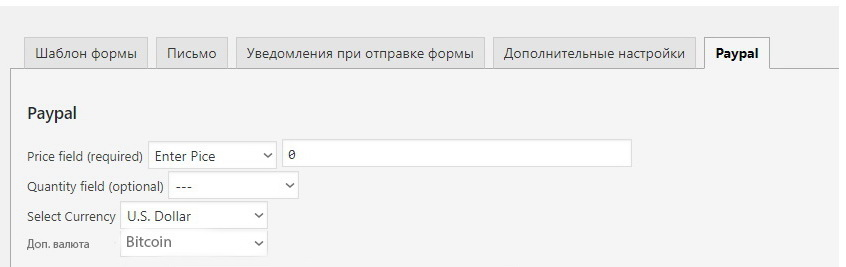 Шаблон формы Письмо Уведомления при отправке формы Дополнительные настройки Paypal
Paypal
Price field (required) Enter Pice 0
Quantity field (optional) ---
Select Currency U.S. Dollar
Доп. валюта Bitcoin